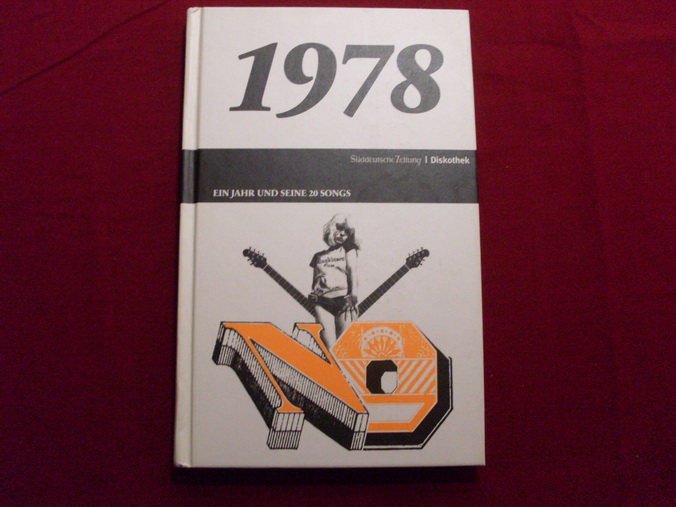 1978
Süddeutsche Zeitung | Diskothek
EIN JAHR UND SEINE 20 SONGS
NO